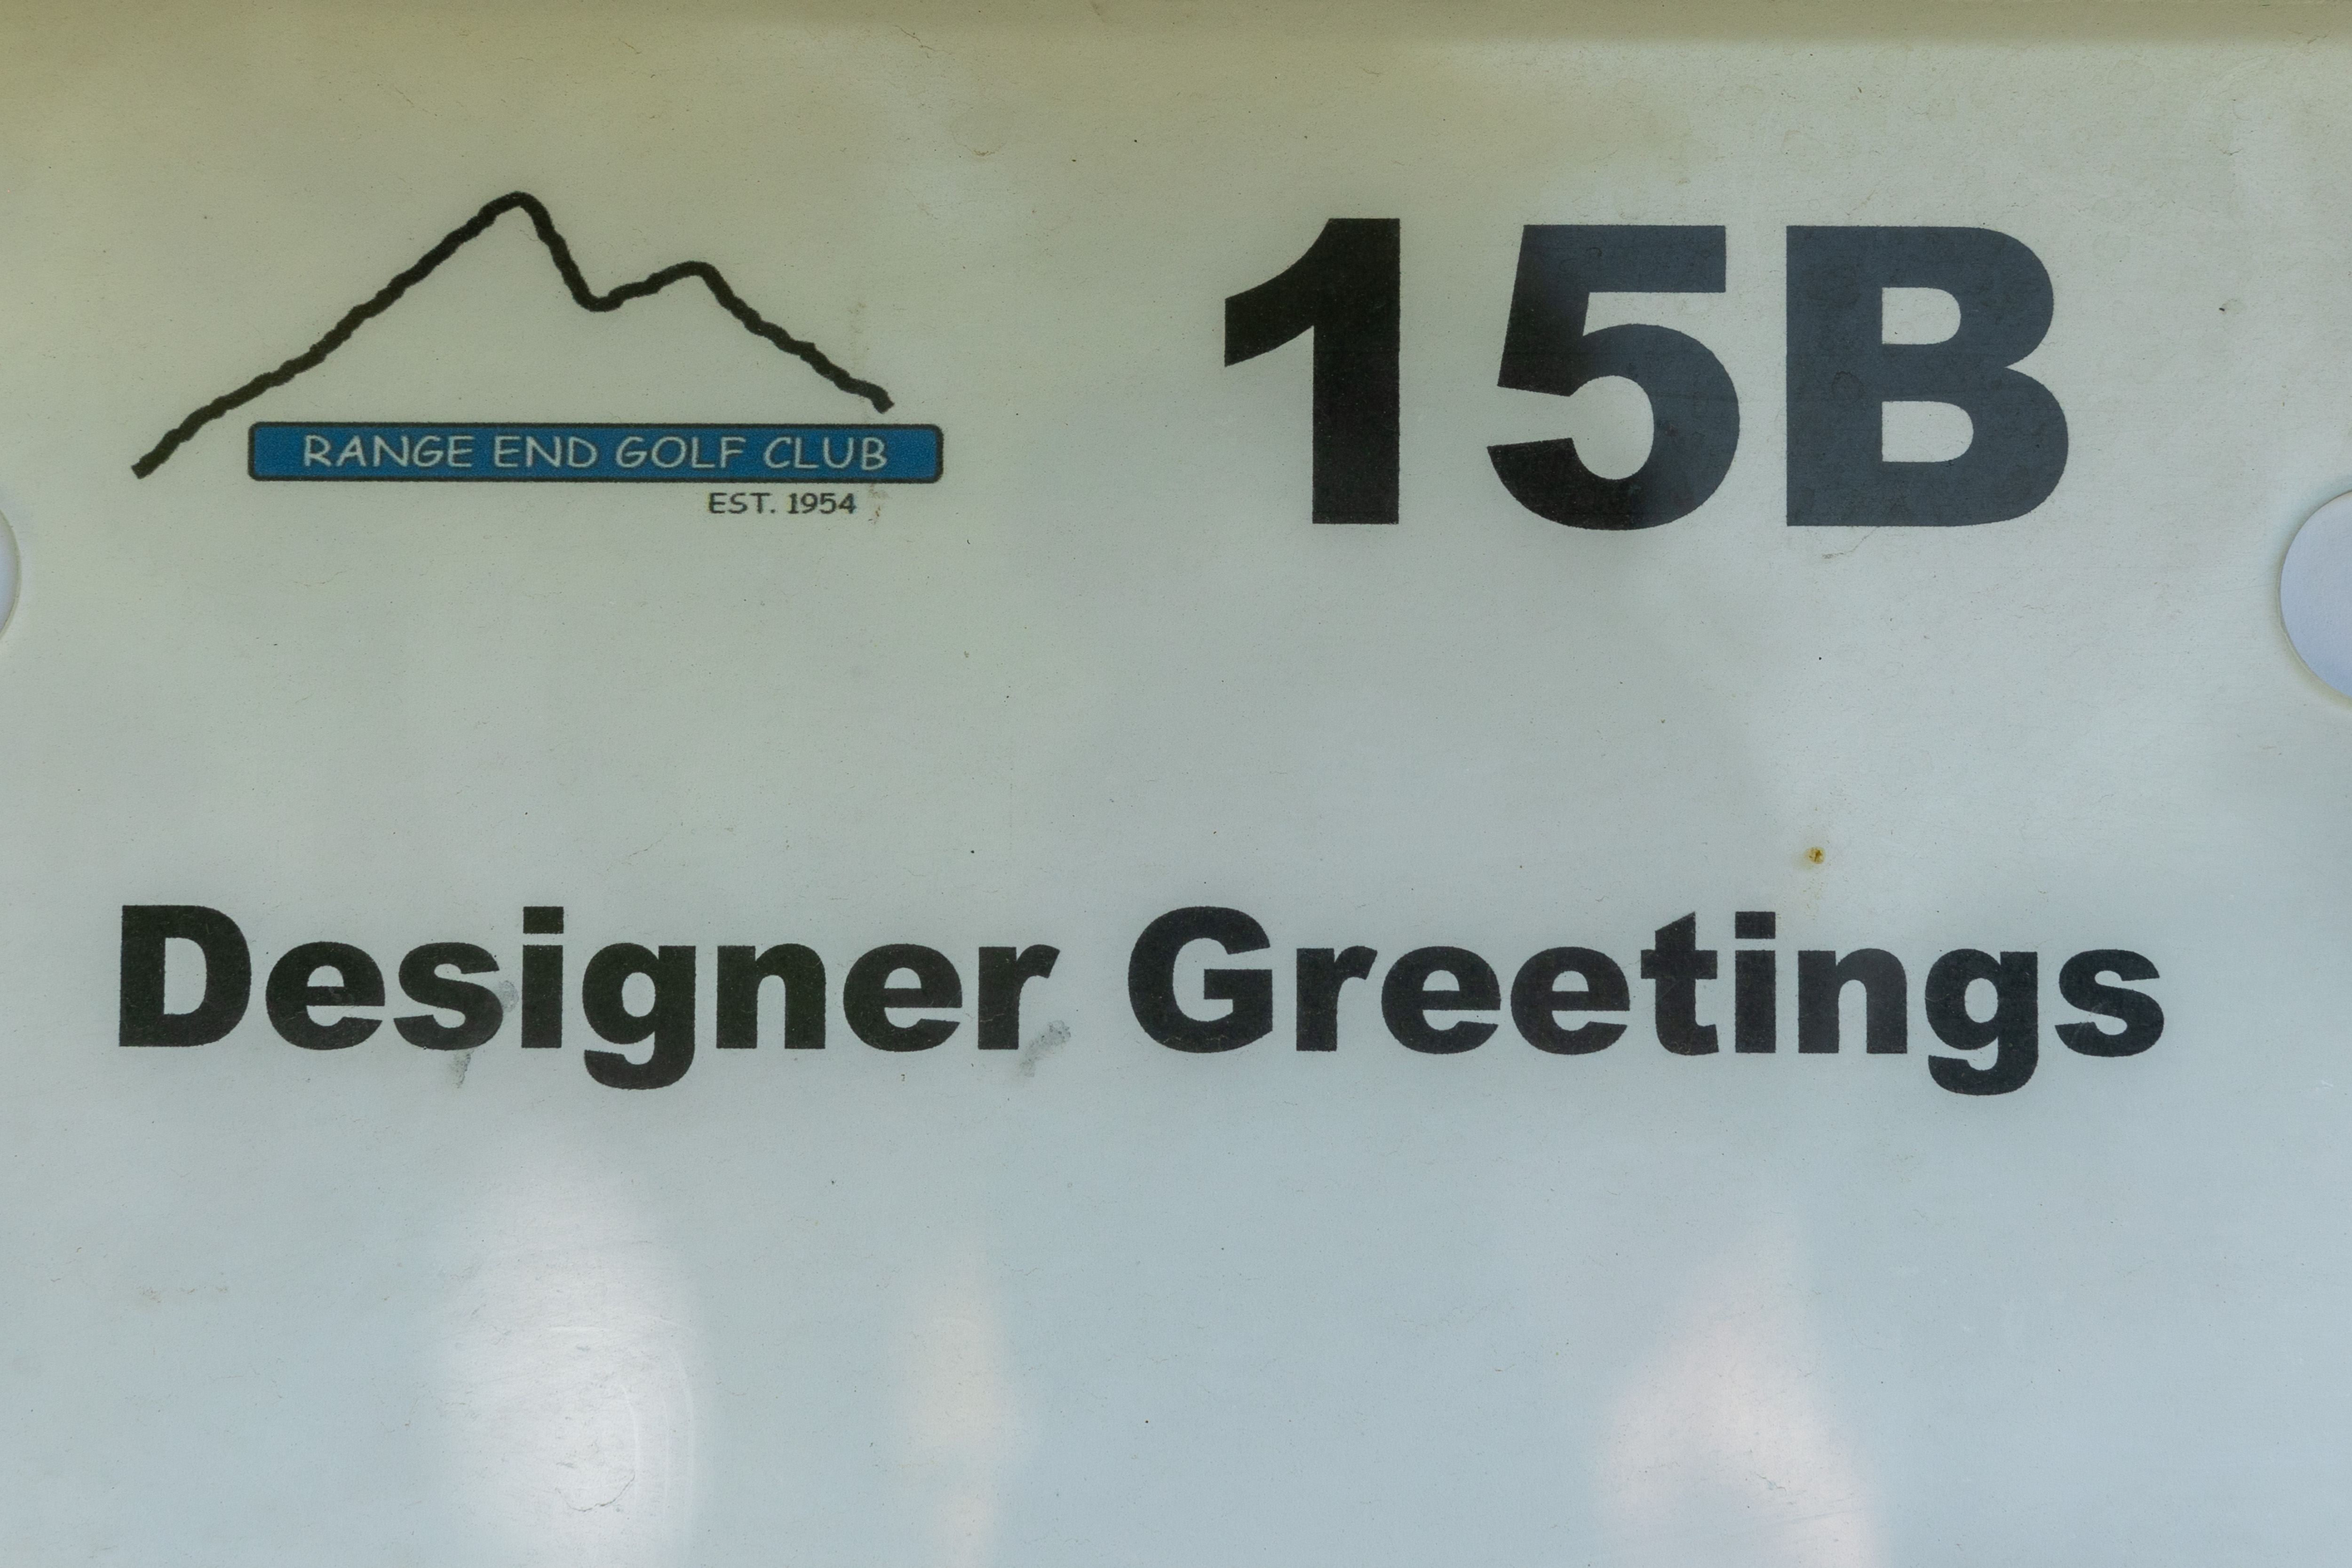 15B
RANGE END GOLF CLUB
EST. 1954
Designer Greetings